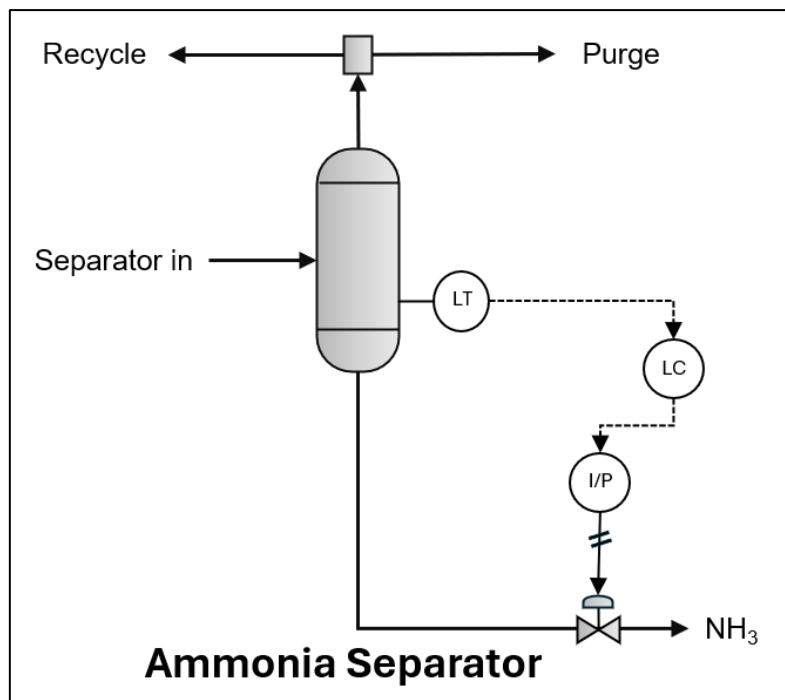 Recycle
Purge
Separator in
LT
LC
I/P
NH₃
Ammonia Separator